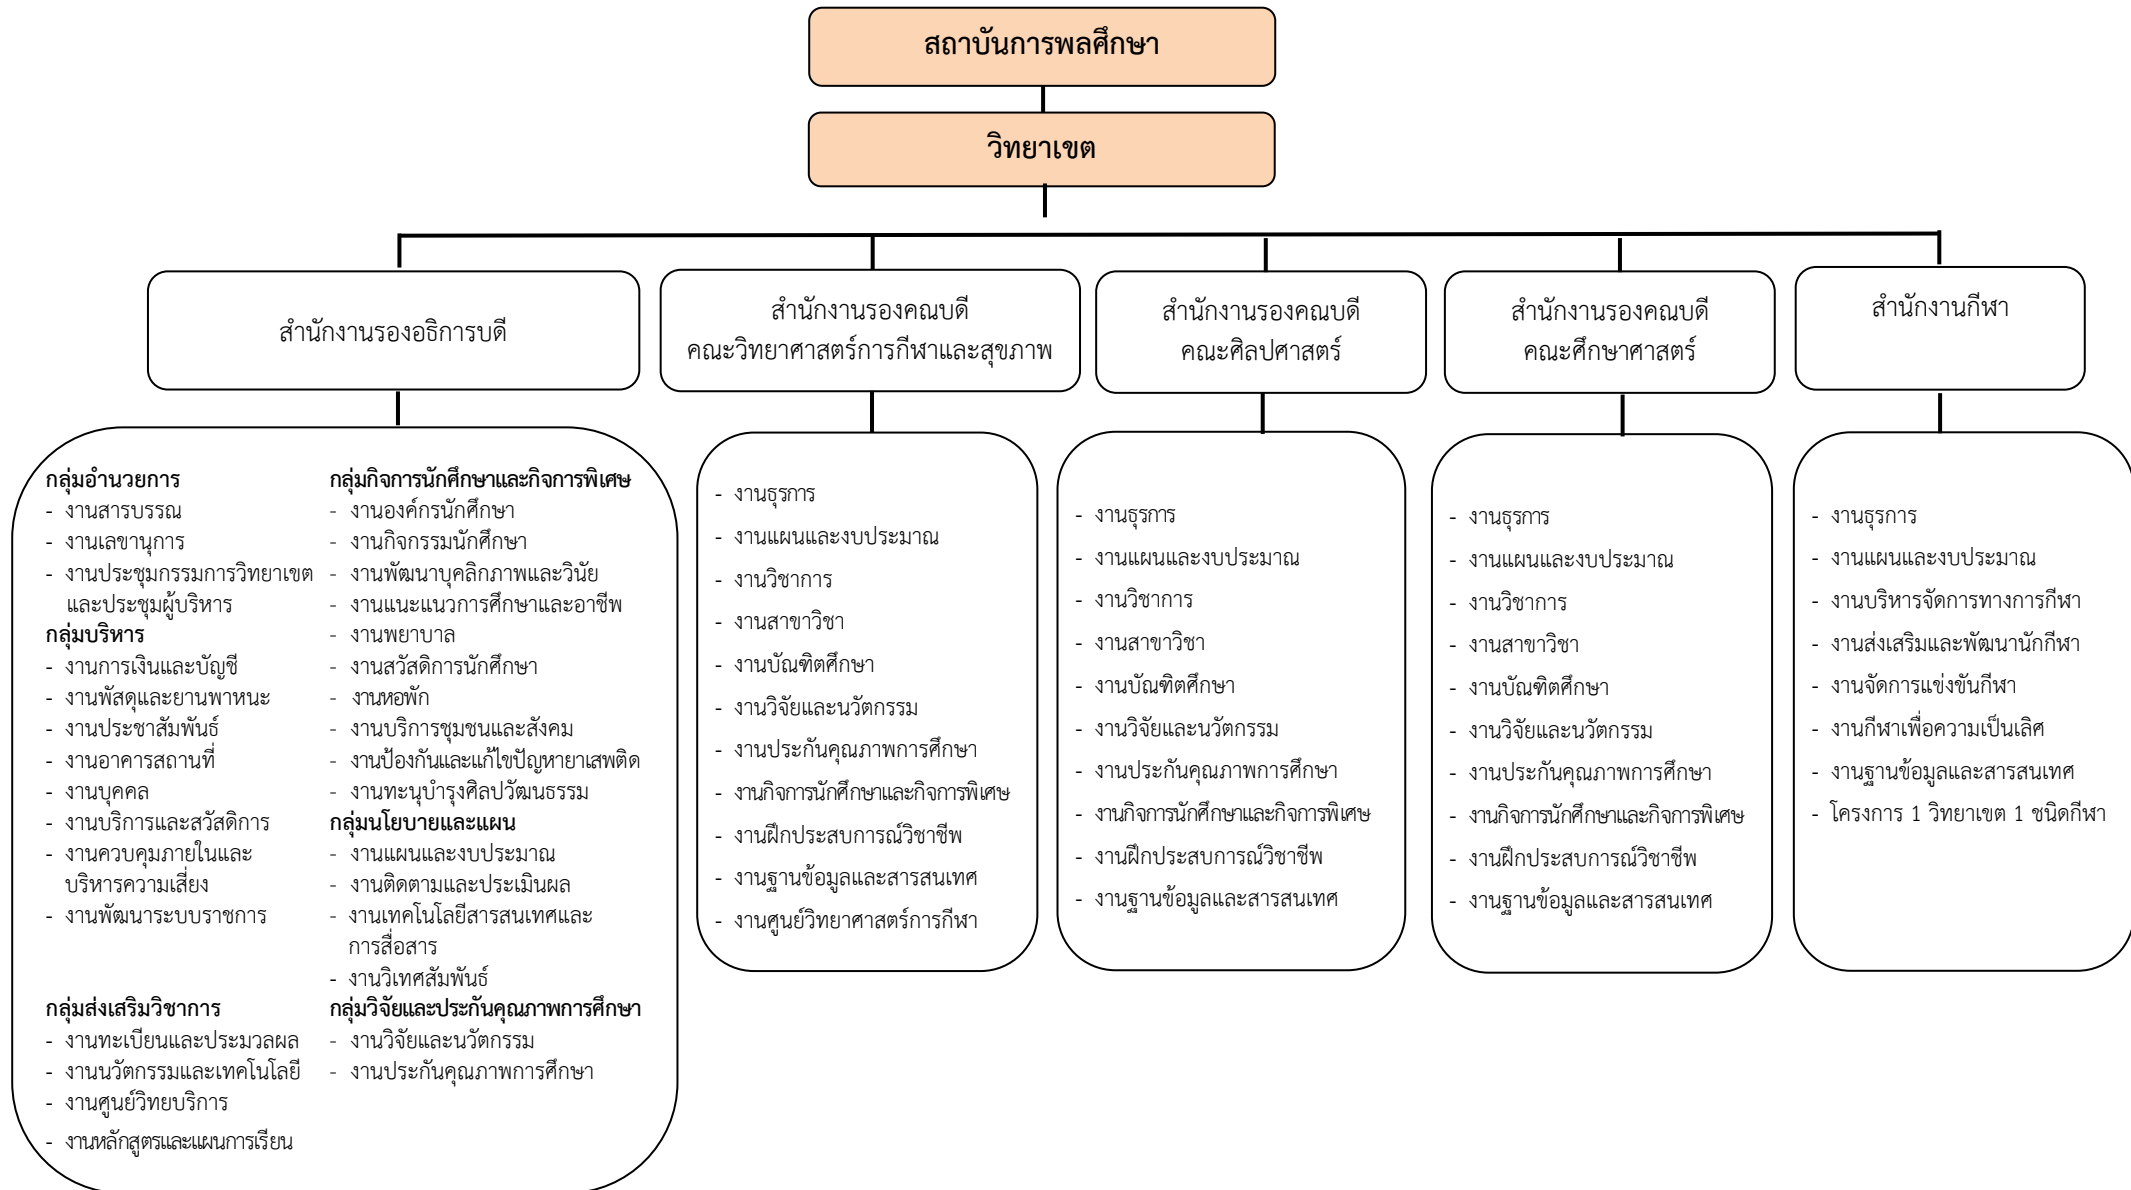 สถาบันการพลศึกษา
วิทยาเขต
สำนักงานรองอธิการบดี
สำนักงานรองคณบดี
คณะวิทยาศาสตร์การกีฬาและสุขภาพ
สำนักงานรองคณบดี
คณะศิลปศาสตร์
สำนักงานรองคณบดี
คณะศึกษาศาสตร์
สำนักงานกีฬา
กลุ่มอำนวยการ
- งานสารบรรณ
- งานเลขานุการ
- งานประชุมกรรมการวิทยาเขต
และประชุมผู้บริหาร
กลุ่มบริหาร
- งานการเงินและบัญชี
- งานพัสดุและยานพาหนะ
- งานประชาสัมพันธ์
- งานอาคารสถานที่
- งานบุคคล
- งานบริการและสวัสดิการ
- งานควบคุมภายในและ
บริหารความเสี่ยง
- งานพัฒนาระบบราชการ
กลุ่มส่งเสริมวิชาการ
- งานทะเบียนและประมวลผล
- งานนวัตกรรมและเทคโนโลยี
- งานศูนย์วิทยบริการ
- งานหลักสูตรและแผนการเรียน
กลุ่มกิจการนักศึกษาและกิจการพิเศษ
- งานองค์กรนักศึกษา
- งานกิจกรรมนักศึกษา
- งานพัฒนาบุคลิกภาพและวินัย
- งานแนะแนวการศึกษาและอาชีพ
- งานพยาบาล
- งานสวัสดิการนักศึกษา
- งานหอพัก
- งานบริการชุมชนและสังคม
- งานป้องกันและแก้ไขปัญหายาเสพติด
- งานทะนุบำรุงศิลปวัฒนธรรม
กลุ่มนโยบายและแผน
- งานแผนและงบประมาณ
- งานติดตามและประเมินผล
- งานเทคโนโลยีสารสนเทศและ
การสื่อสาร
- งานวิเทศสัมพันธ์
กลุ่มวิจัยและประกันคุณภาพการศึกษา
- งานวิจัยและนวัตกรรม
- งานประกันคุณภาพการศึกษา
- งานธุรการ
- งานแผนและงบประมาณ
- งานวิชาการ
- งานสาขาวิชา
- งานบัณฑิตศึกษา
- งานวิจัยและนวัตกรรม
- งานประกันคุณภาพการศึกษา
- งานกิจการนักศึกษาและกิจการพิเศษ
- งานฝึกประสบการณ์วิชาชีพ
- งานฐานข้อมูลและสารสนเทศ
- งานศูนย์วิทยาศาสตร์การกีฬา
- งานธุรการ
- งานแผนและงบประมาณ
- งานวิชาการ
- งานสาขาวิชา
- งานบัณฑิตศึกษา
- งานวิจัยและนวัตกรรม
- งานประกันคุณภาพการศึกษา
- งานกิจการนักศึกษาและกิจการพิเศษ
- งานฝึกประสบการณ์วิชาชีพ
- งานฐานข้อมูลและสารสนเทศ
- งานธุรการ
- งานแผนและงบประมาณ
- งานวิชาการ
- งานสาขาวิชา
- งานบัณฑิตศึกษา
- งานวิจัยและนวัตกรรม
- งานประกันคุณภาพการศึกษา
- งานกิจการนักศึกษาและกิจการพิเศษ
- งานฝึกประสบการณ์วิชาชีพ
- งานฐานข้อมูลและสารสนเทศ
- งานธุรการ
- งานแผนและงบประมาณ
- งานบริหารจัดการทางการกีฬา
- งานส่งเสริมและพัฒนานักกีฬา
- งานจัดการแข่งขันกีฬา
- งานกีฬาเพื่อความเป็นเลิศ
- งานฐานข้อมูลและสารสนเทศ
- โครงการ 1 วิทยาเขต 1 ชนิดกีฬา